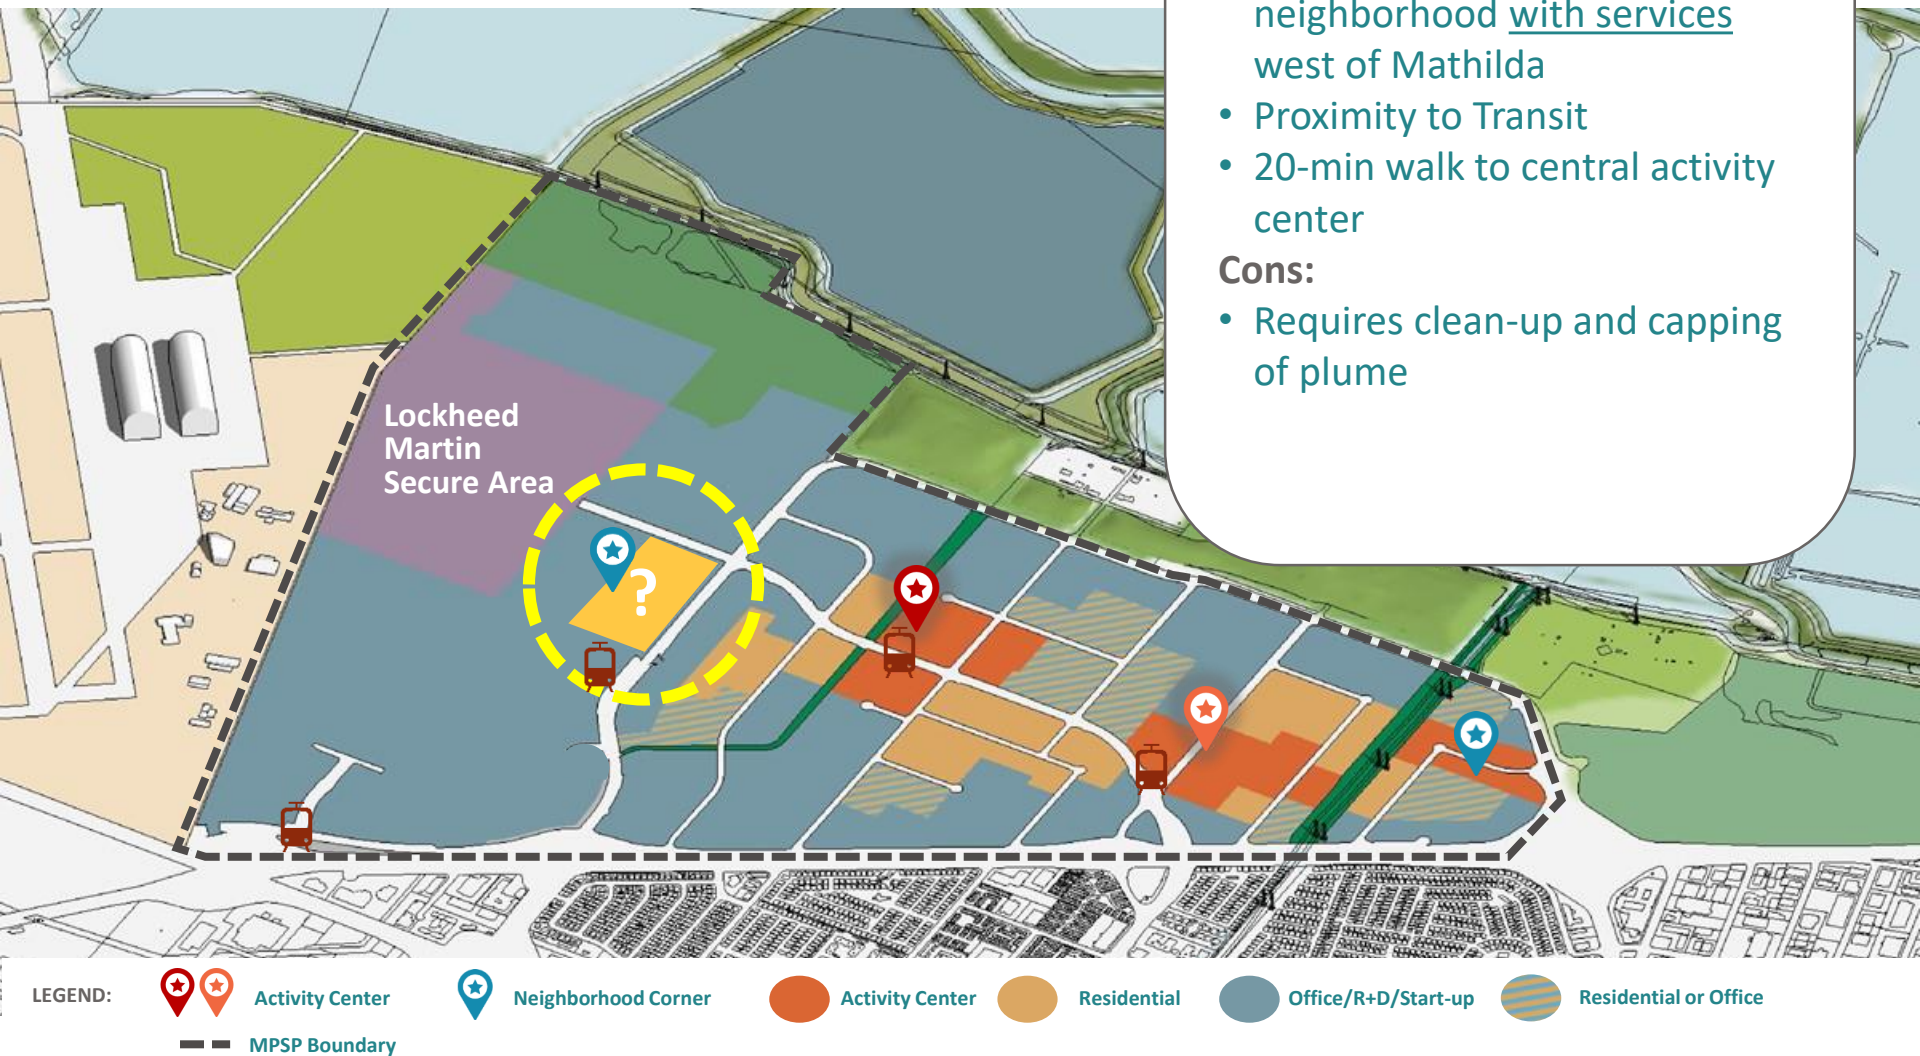 neighborhood with services
west of Mathilda
• Proximity to Transit
• 20-min walk to central activity
center
Cons:
• Requires clean-up and capping
of plume
Lockheed
Martin
Secure Area
?
LEGEND:
Activity Center
Neighborhood Corner
Activity Center
Residential
Office/R+D/Start-up
Residential or Office
MPSP Boundary